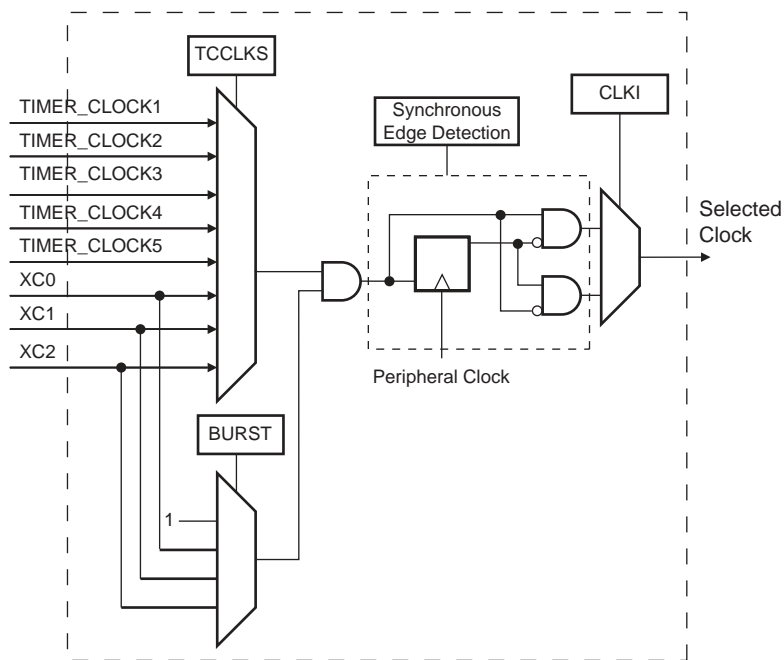 TCCLKS
TIMER_CLOCK1
TIMER_CLOCK2
TIMER_CLOCK3
TIMER_CLOCK4
TIMER_CLOCK5
XC0
XC1
XC2
Synchronous
Edge Detection
CLKI
Selected
Clock
Peripheral Clock
BURST
1